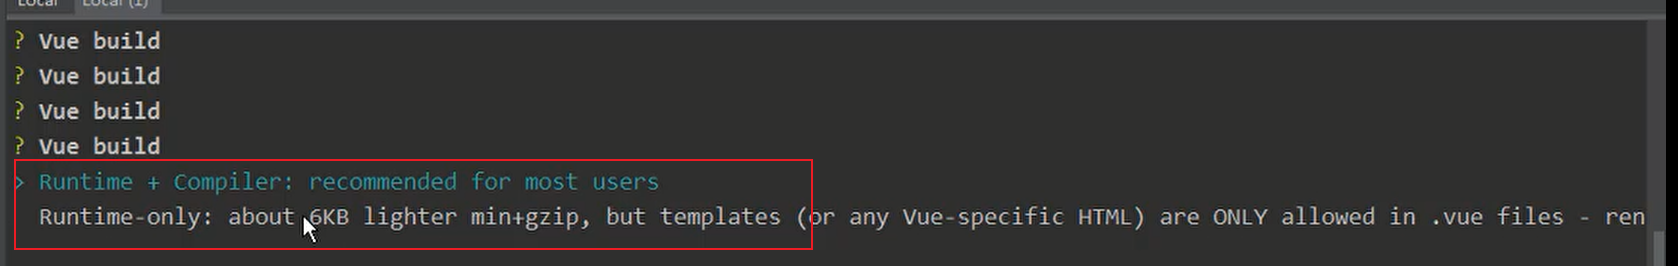 Local Local (1)
? Vue build
? Vue build
? Vue build
? Vue build
> Runtime + Compiler: recommended for most users
Runtime-only: about 6KB lighter min+gzip, but templates (or any Vue-specific HTML) are ONLY allowed in .vue files - ren